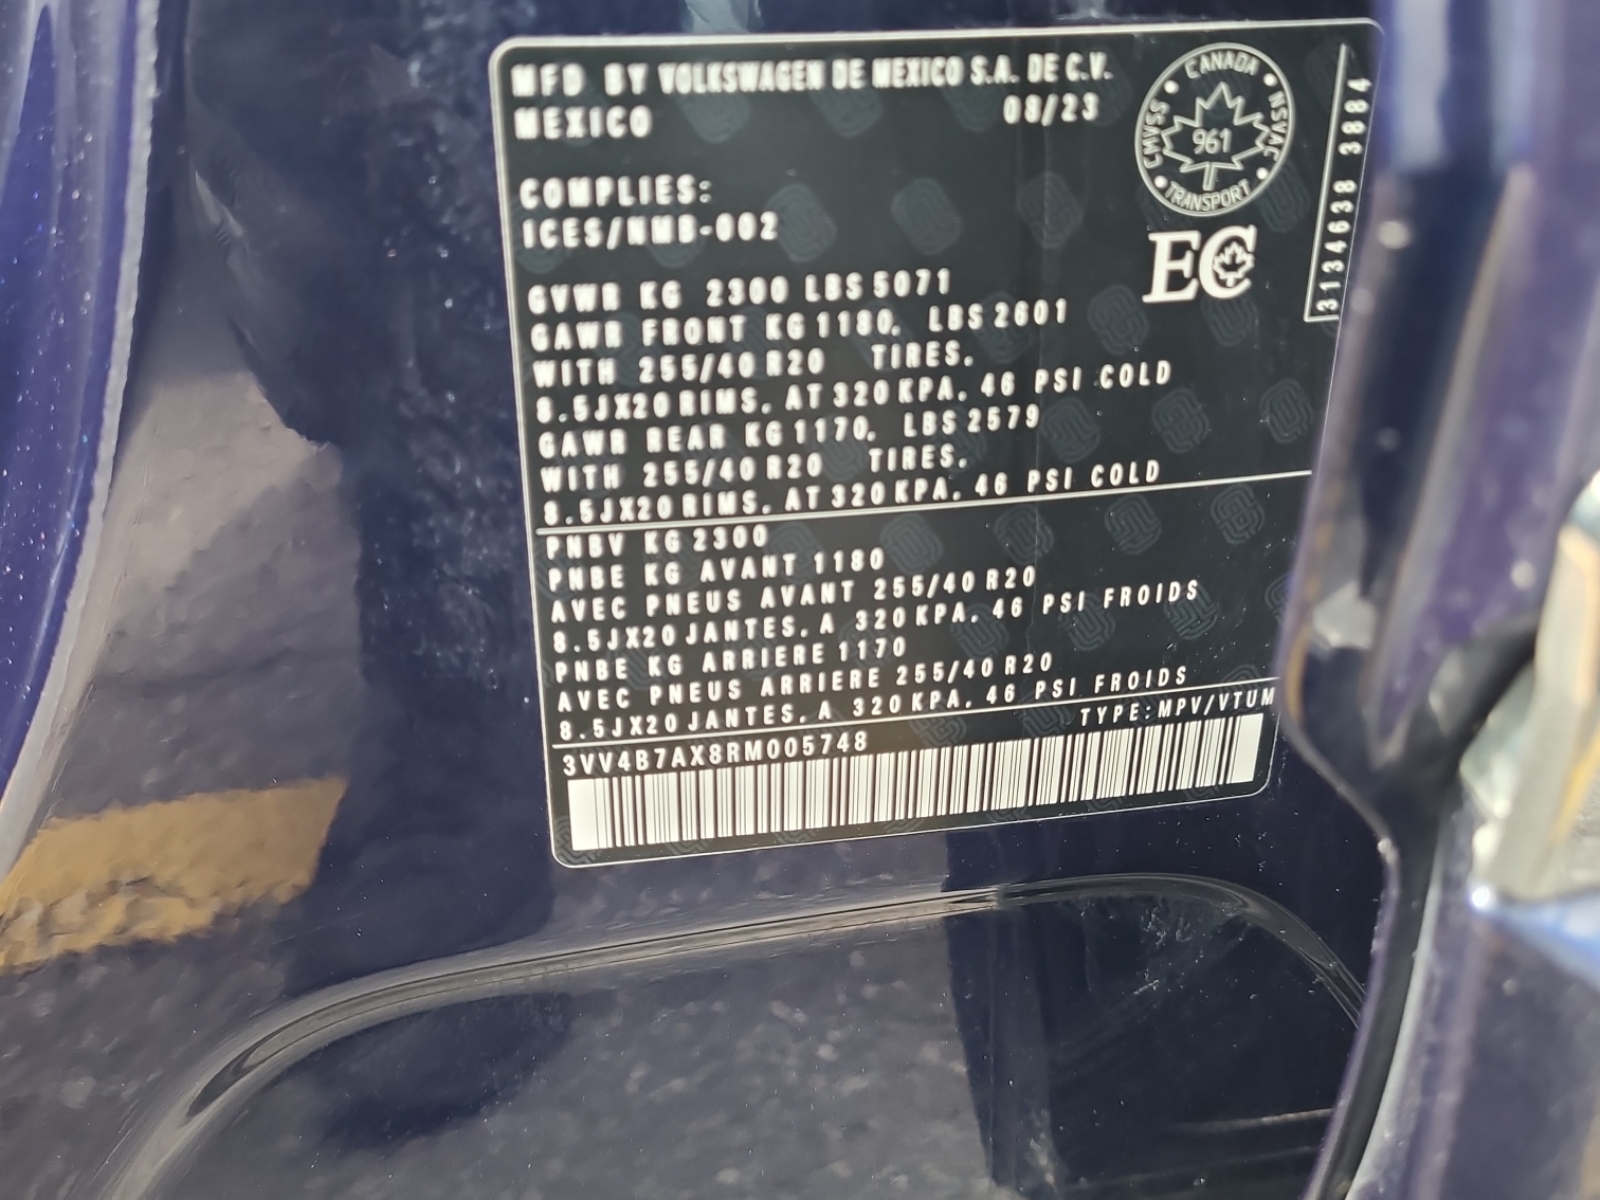 MFD BY VOLKSWAGEN DE MEXICO S.A. DE C.V.
MEXICO 08/23
COMPLIES:
ICES/NMB-002
GVWR KG 2300 LBS 5071
GAWR FRONT KG 1180. LBS 2601
WITH 255/40 R20 TIRES.
8.5JX20 RIMS. AT 320 KPA. 46 PSI COLD
GAWR REAR KG 1170. LBS 2579
WITH 255/40 R20 TIRES.
8.5JX20 RIMS. AT 320 KPA. 46 PSI COLD
PNBV KG 2300
PNBE KG AVANT 1180
AVEC PNEUS AVANT 255/40 R20
8.5JX20 JANTES. A 320 KPA. 46 PSI FROIDS
PNBE KG ARRIERE 1170
AVEC PNEUS ARRIERE 255/40 R20
8.5JX20 JANTES. A 320 KPA. 46 PSI FROIDS
TYPE:MPV/VTUM
3VV4B7AX8RM005748
CANADA
CMVSS
NSVAC
961
TRANSPORT
EC
3134638 3884